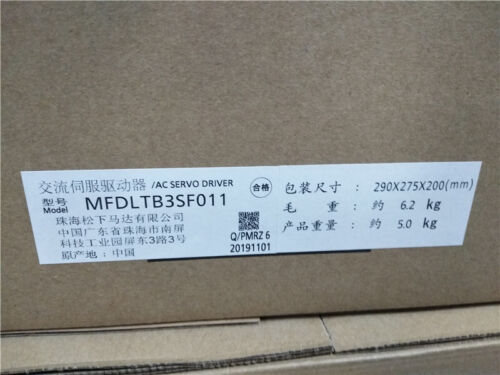 交流伺服驱动器 /AC SERVO DRIVER
型号:
Model
MFDLTB3SF011
珠海松下马达有限公司
中国广东省珠海市南屏
科技工业园屏东3路3号
原产地: 中国
合格
Q/PMRZ 6
20191101
包装尺寸: 290X275X200(mm)
毛 重: 约 6.2 kg
产品重量: 约 5.0 kg